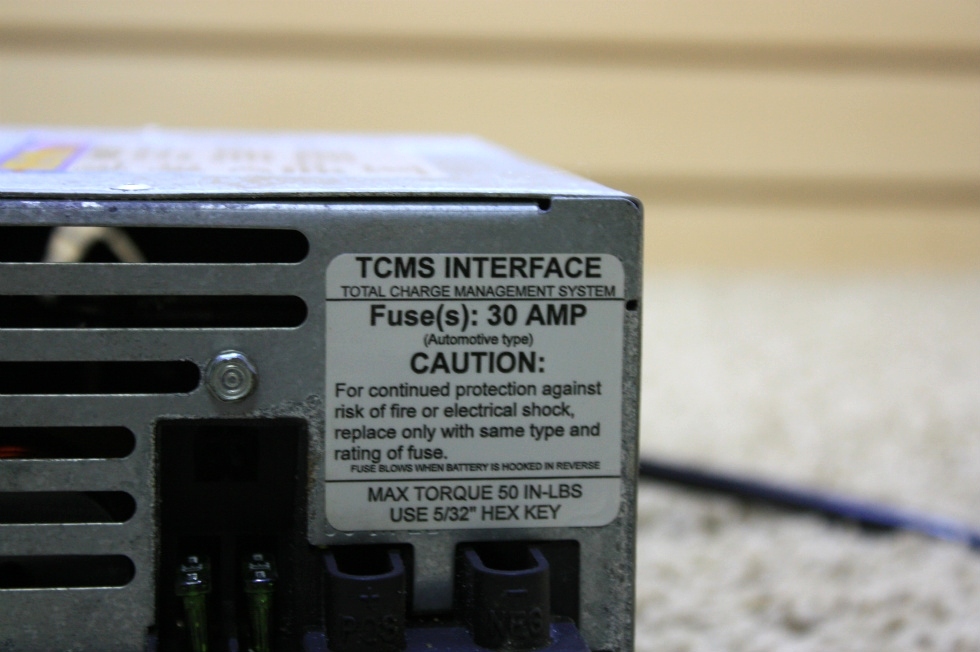 TCMS INTERFACE
TOTAL CHARGE MANAGEMENT SYSTEM
Fuse(s): 30 AMP
(Automotive type)
CAUTION:
For continued protection against
risk of fire or electrical shock,
replace only with same type and
rating of fuse.
FUSE BLOWS WHEN BATTERY IS HOOKED IN REVERSE
MAX TORQUE 50 IN-LBS
USE 5/32" HEX KEY
+ -
POS NEG